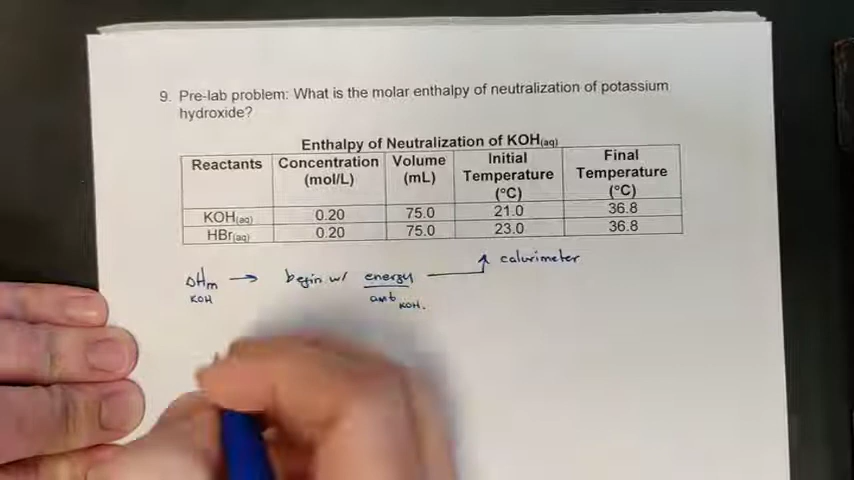 9. Pre-lab problem: What is the molar enthalpy of neutralization of potassium
hydroxide?
Enthalpy of Neutralization of KOH(aq)
Reactants Concentration (mol/L) Volume (mL) Initial Temperature (°C) Final Temperature (°C)
KOH(aq) 0.20 75.0 21.0 36.8
HBr(aq) 0.20 75.0 23.0 36.8
ΔHm KOH → begin w/ energy amt KOH. ↑ calorimeter